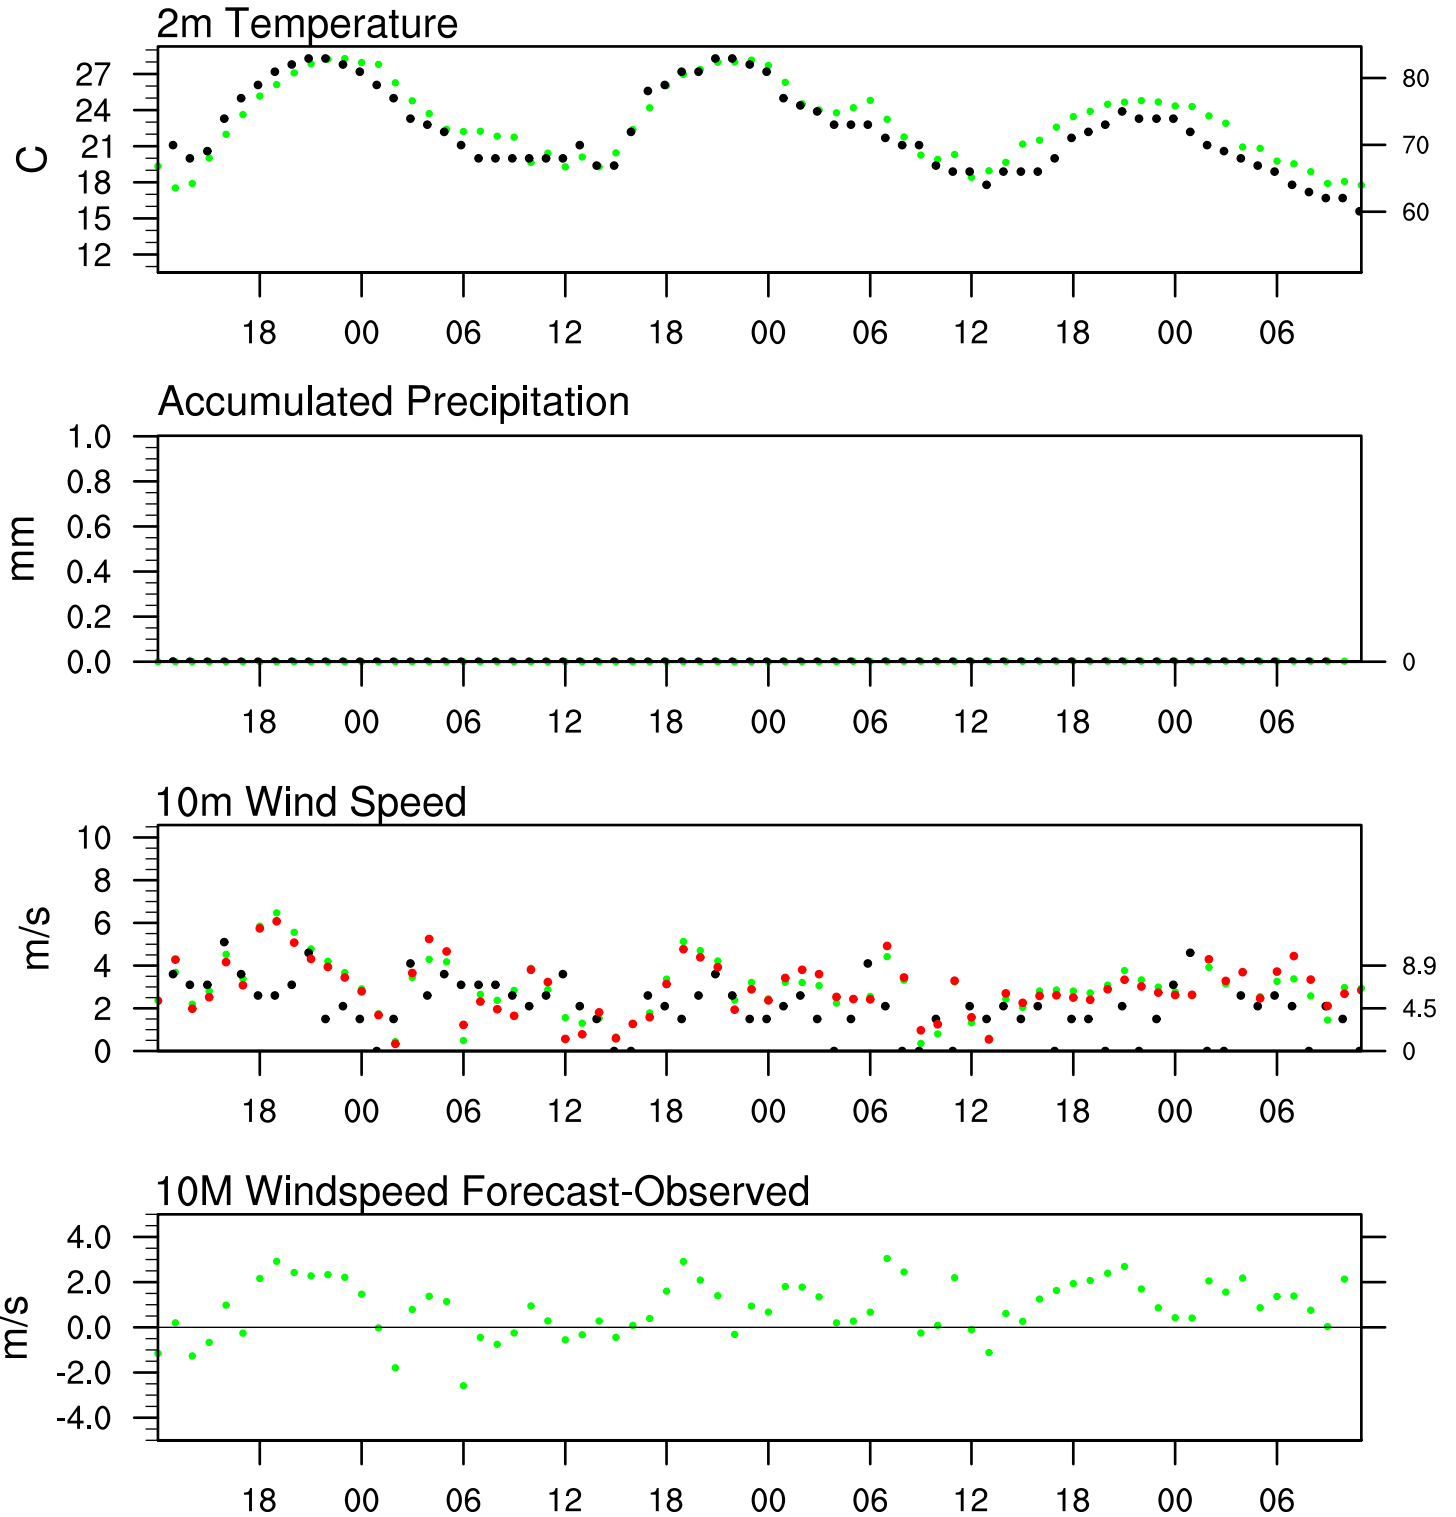 2m Temperature
27
24
21
18
15
12
C
80
70
60
18 00 06 12 18 00 06 12 18 00 06
Accumulated Precipitation
1.0
0.8
0.6
0.4
0.2
0.0
mm
0
18 00 06 12 18 00 06 12 18 00 06
10m Wind Speed
10
8
6
4
2
0
m/s
8.9
4.5
0
18 00 06 12 18 00 06 12 18 00 06
10M Windspeed Forecast-Observed
4.0
2.0
0.0
-2.0
-4.0
m/s
18 00 06 12 18 00 06 12 18 00 06